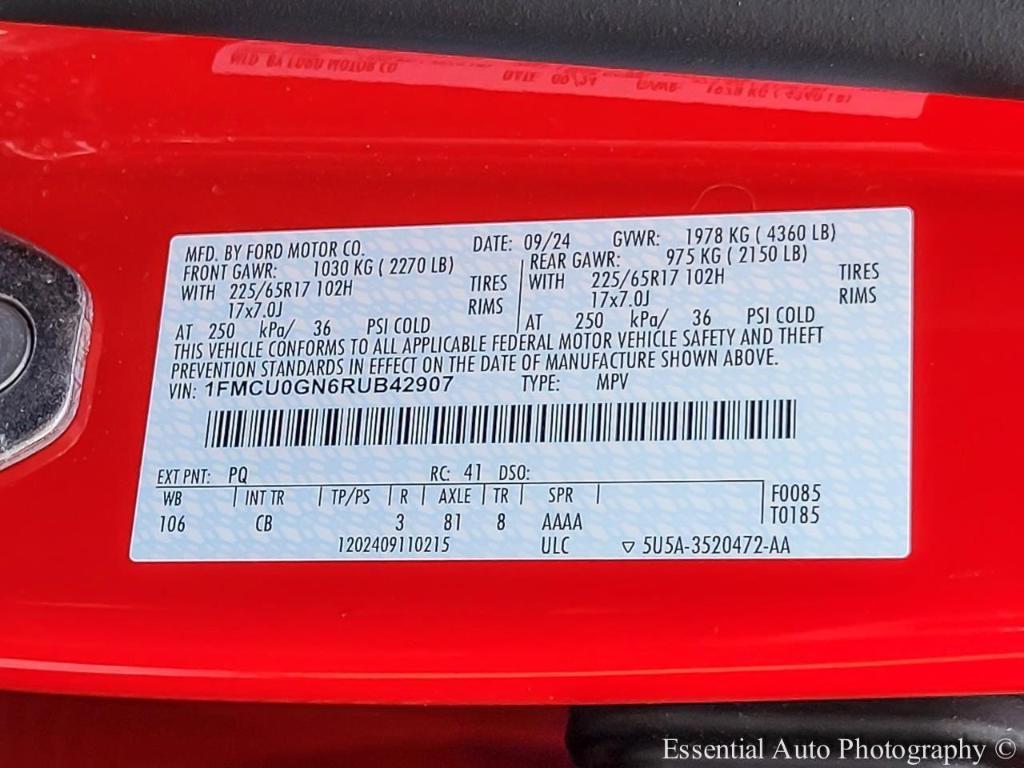 MFD. BY FORD MOTOR CO. DATE: 09/24 GVWR: 1978 KG ( 4360 LB)
FRONT GAWR: 1030 KG ( 2270 LB) REAR GAWR: 975 KG ( 2150 LB)
WITH 225/65R17 102H TIRES WITH 225/65R17 102H TIRES
17x7.0J RIMS 17x7.0J RIMS
AT 250 kPa/ 36 PSI COLD AT 250 kPa/ 36 PSI COLD
THIS VEHICLE CONFORMS TO ALL APPLICABLE FEDERAL MOTOR VEHICLE SAFETY AND THEFT
PREVENTION STANDARDS IN EFFECT ON THE DATE OF MANUFACTURE SHOWN ABOVE.
VIN: 1FMCU0GN6RUB42907 TYPE: MPV
EXT PNT: PQ RC: 41 DSO:
WB INT TR TP/PS R AXLE TR SPR F0085
106 CB 3 81 8 AAAA T0185
1202409110215 ULC ▽ 5U5A-3520472-AA
Essential Auto Photography ©